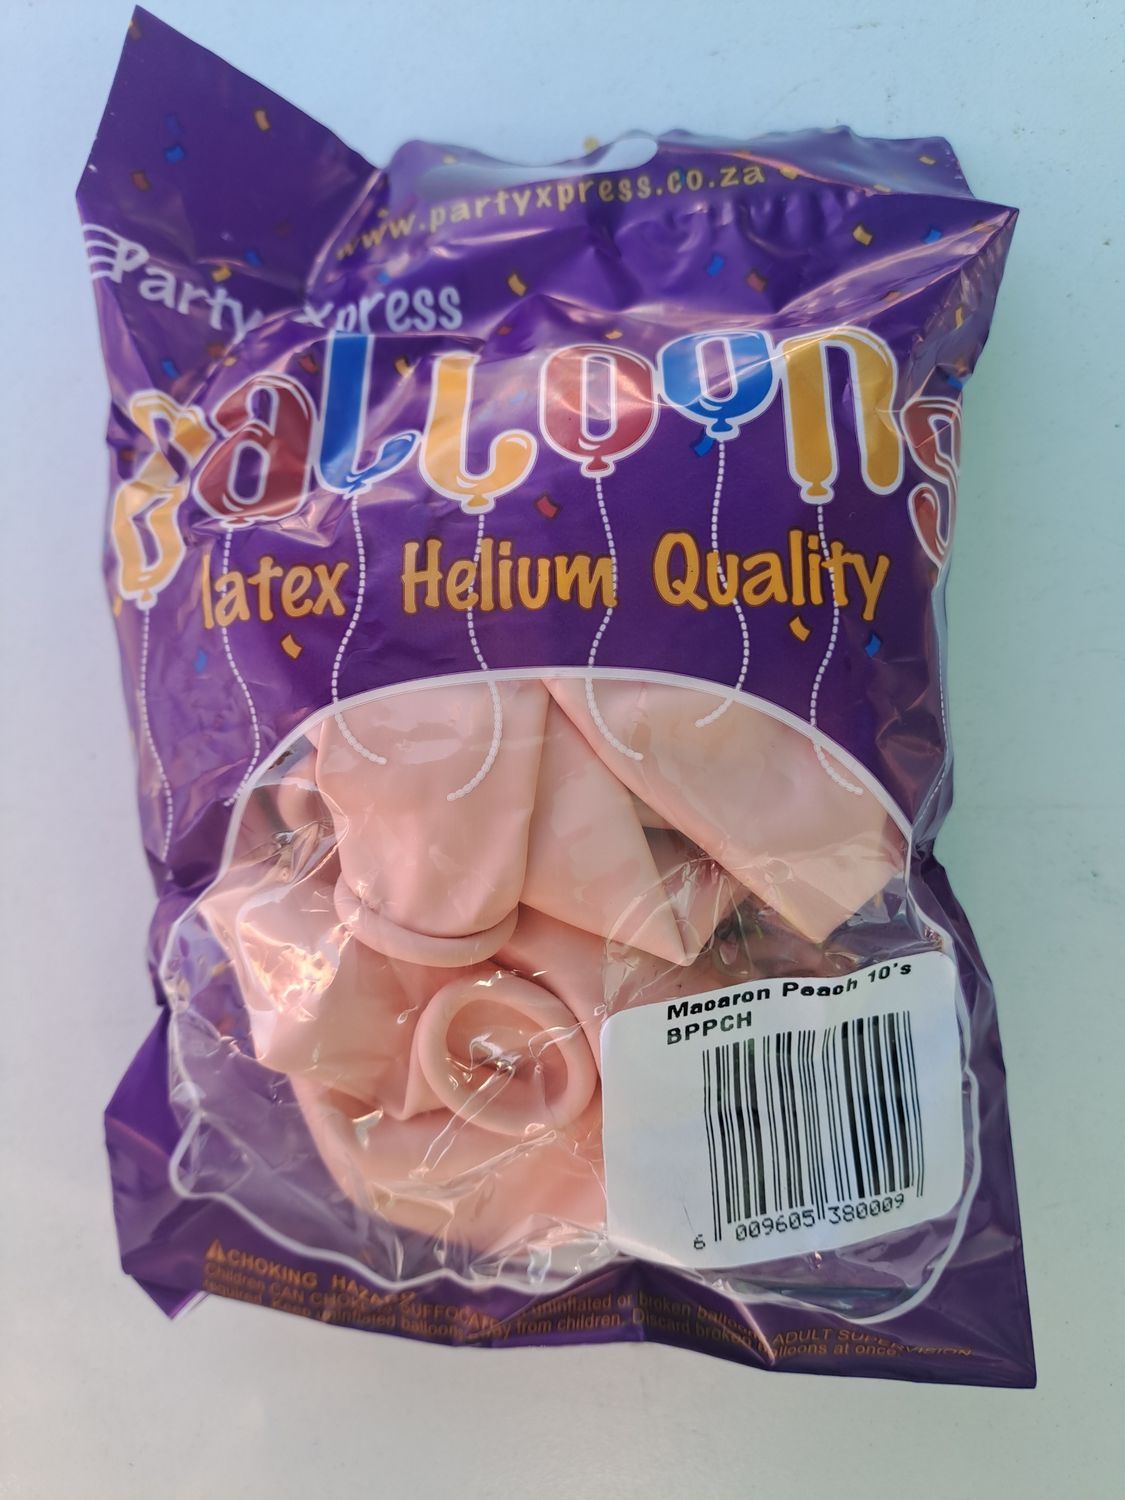 www.partyxpress.co.za
Party Xpress
Balloons
latex Helium Quality
Macaron Peach 10's
BPPCH
6 009605 380009
CHOKING HAZARD
Children CAN CHOKE SUFFOCATE uninflated or broken balloons ADULT SUPERVISION
required. Keep uninflated balloons away from children. Discard broken balloons at once.